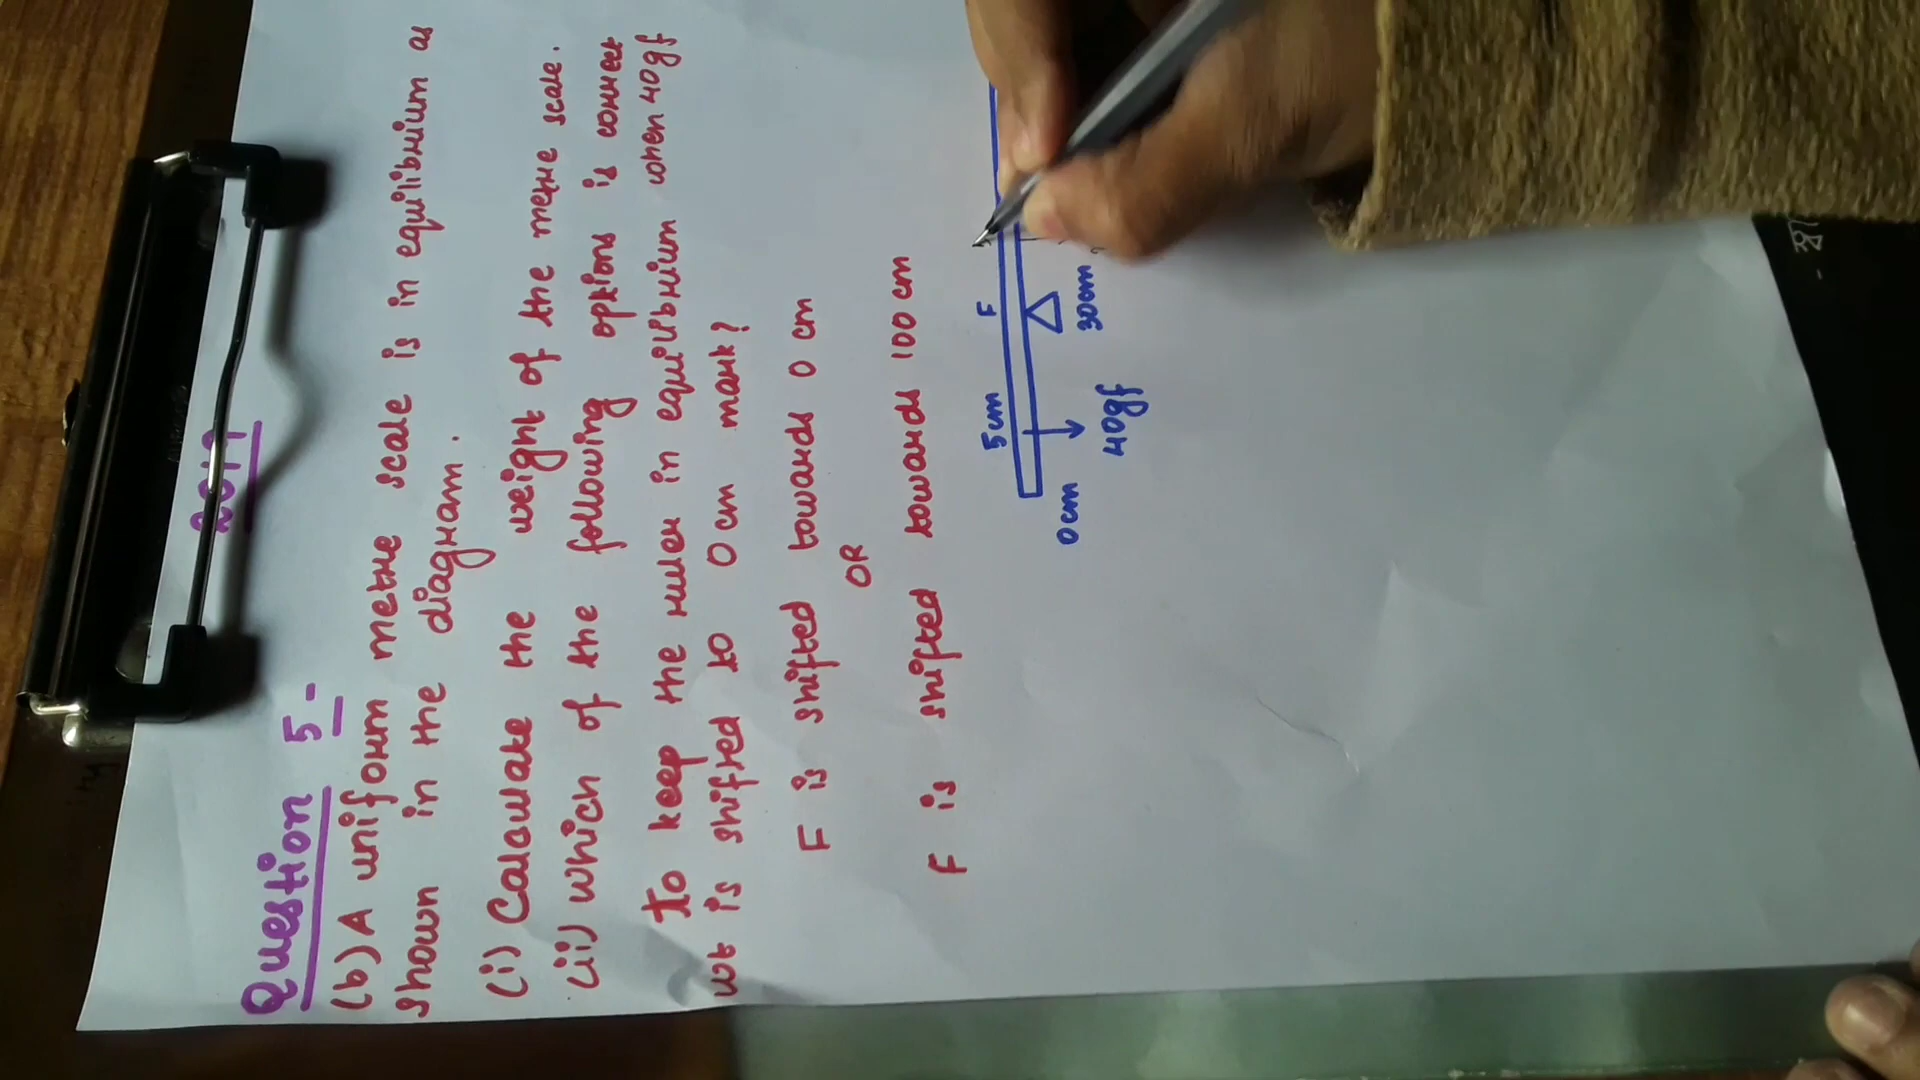 2019
Question 5-
(b) A uniform metre scale is in equilibrium as
shown in the diagram.
(i) Calculate the weight of the metre scale.
(ii) which of the following options is correct
to keep the ruler in equilibrium when 40gf
wt is shifted to 0 cm mark?
F is shifted towards 0 cm
OR
F is shifted towards 100 cm
5cm F
0cm 30cm
40gf